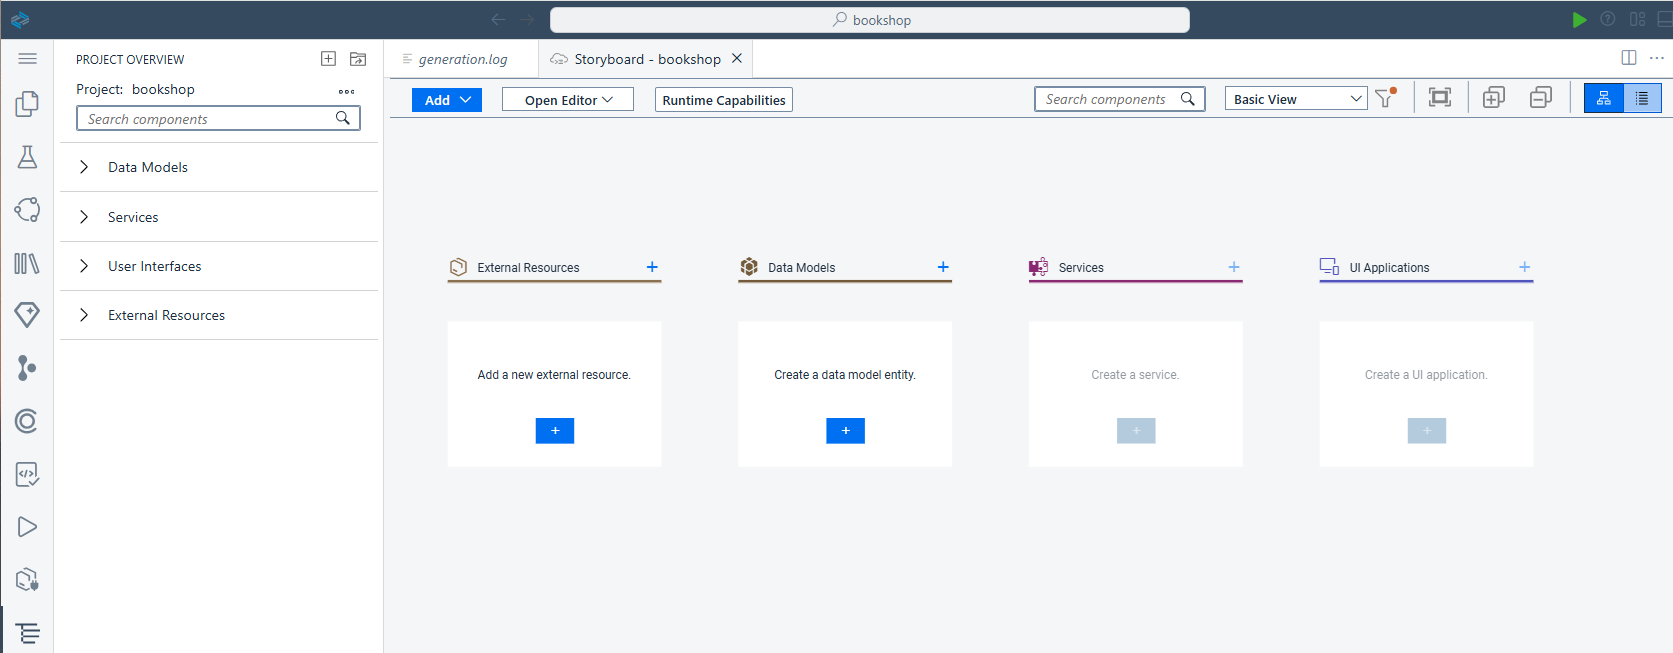 bookshop
PROJECT OVERVIEW
Project: bookshop
Search components
Data Models
Services
User Interfaces
External Resources
generation.log
Storyboard - bookshop
Add
Open Editor
Runtime Capabilities
Search components
Basic View
External Resources
Data Models
Services
UI Applications
Add a new external resource.
Create a data model entity.
Create a service.
Create a UI application.